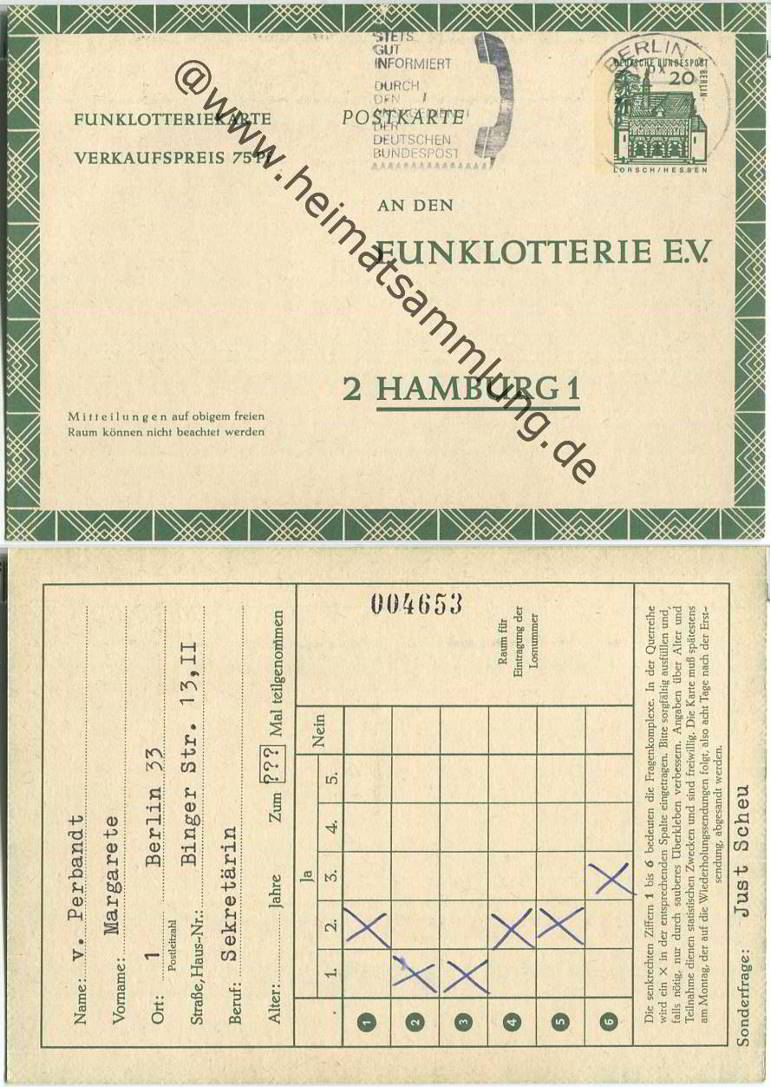 STETS
GUT
INFORMIERT
DURCH
DEN
DER
DEUTSCHEN
BUNDESPOST
BERLIN
DEUTSCHE BUNDESPOST
BERLIN
20
LORSCH/HESSEN
FUNKLOTTERIEKARTE
POSTKARTE
VERKAUFSPREIS 75 Pf
AN DEN
FUNKLOTTERIE E.V.
2 HAMBURG 1
Mitteilungen auf obigem freien
Raum können nicht beachtet werden
@www.heimatsammlung.de
Name: v. Perbandt
Vorname: Margarete
Ort: 1 Berlin 33
Postleitzahl
Straße, Haus-Nr.: Binger Str. 13,II
Beruf: Sekretärin
Alter: Jahre Zum ??? Mal teilgenommen
004653
Raum für
Eintragung der
Losnummer
Ja Nein
1. 2. 3. 4. 5.
1 X
2 X
3 X
4 X
5 X
6 X
Die senkrechten Ziffern 1 bis 6 bedeuten die Fragenkomplexe. In der Querreihe
wird ein X in der entsprechenden Spalte eingetragen. Bitte sorgfältig ausfüllen und,
falls nötig, nur durch sauberes Überkleben verbessern. Angaben über Alter und
Teilnahme dienen statistischen Zwecken und sind freiwillig. Die Karte muß spätestens
am Montag, der auf die Wiederholungssendungen folgt, also acht Tage nach der Erst-
sendung, abgesandt werden.
Sonderfrage: Just Scheu